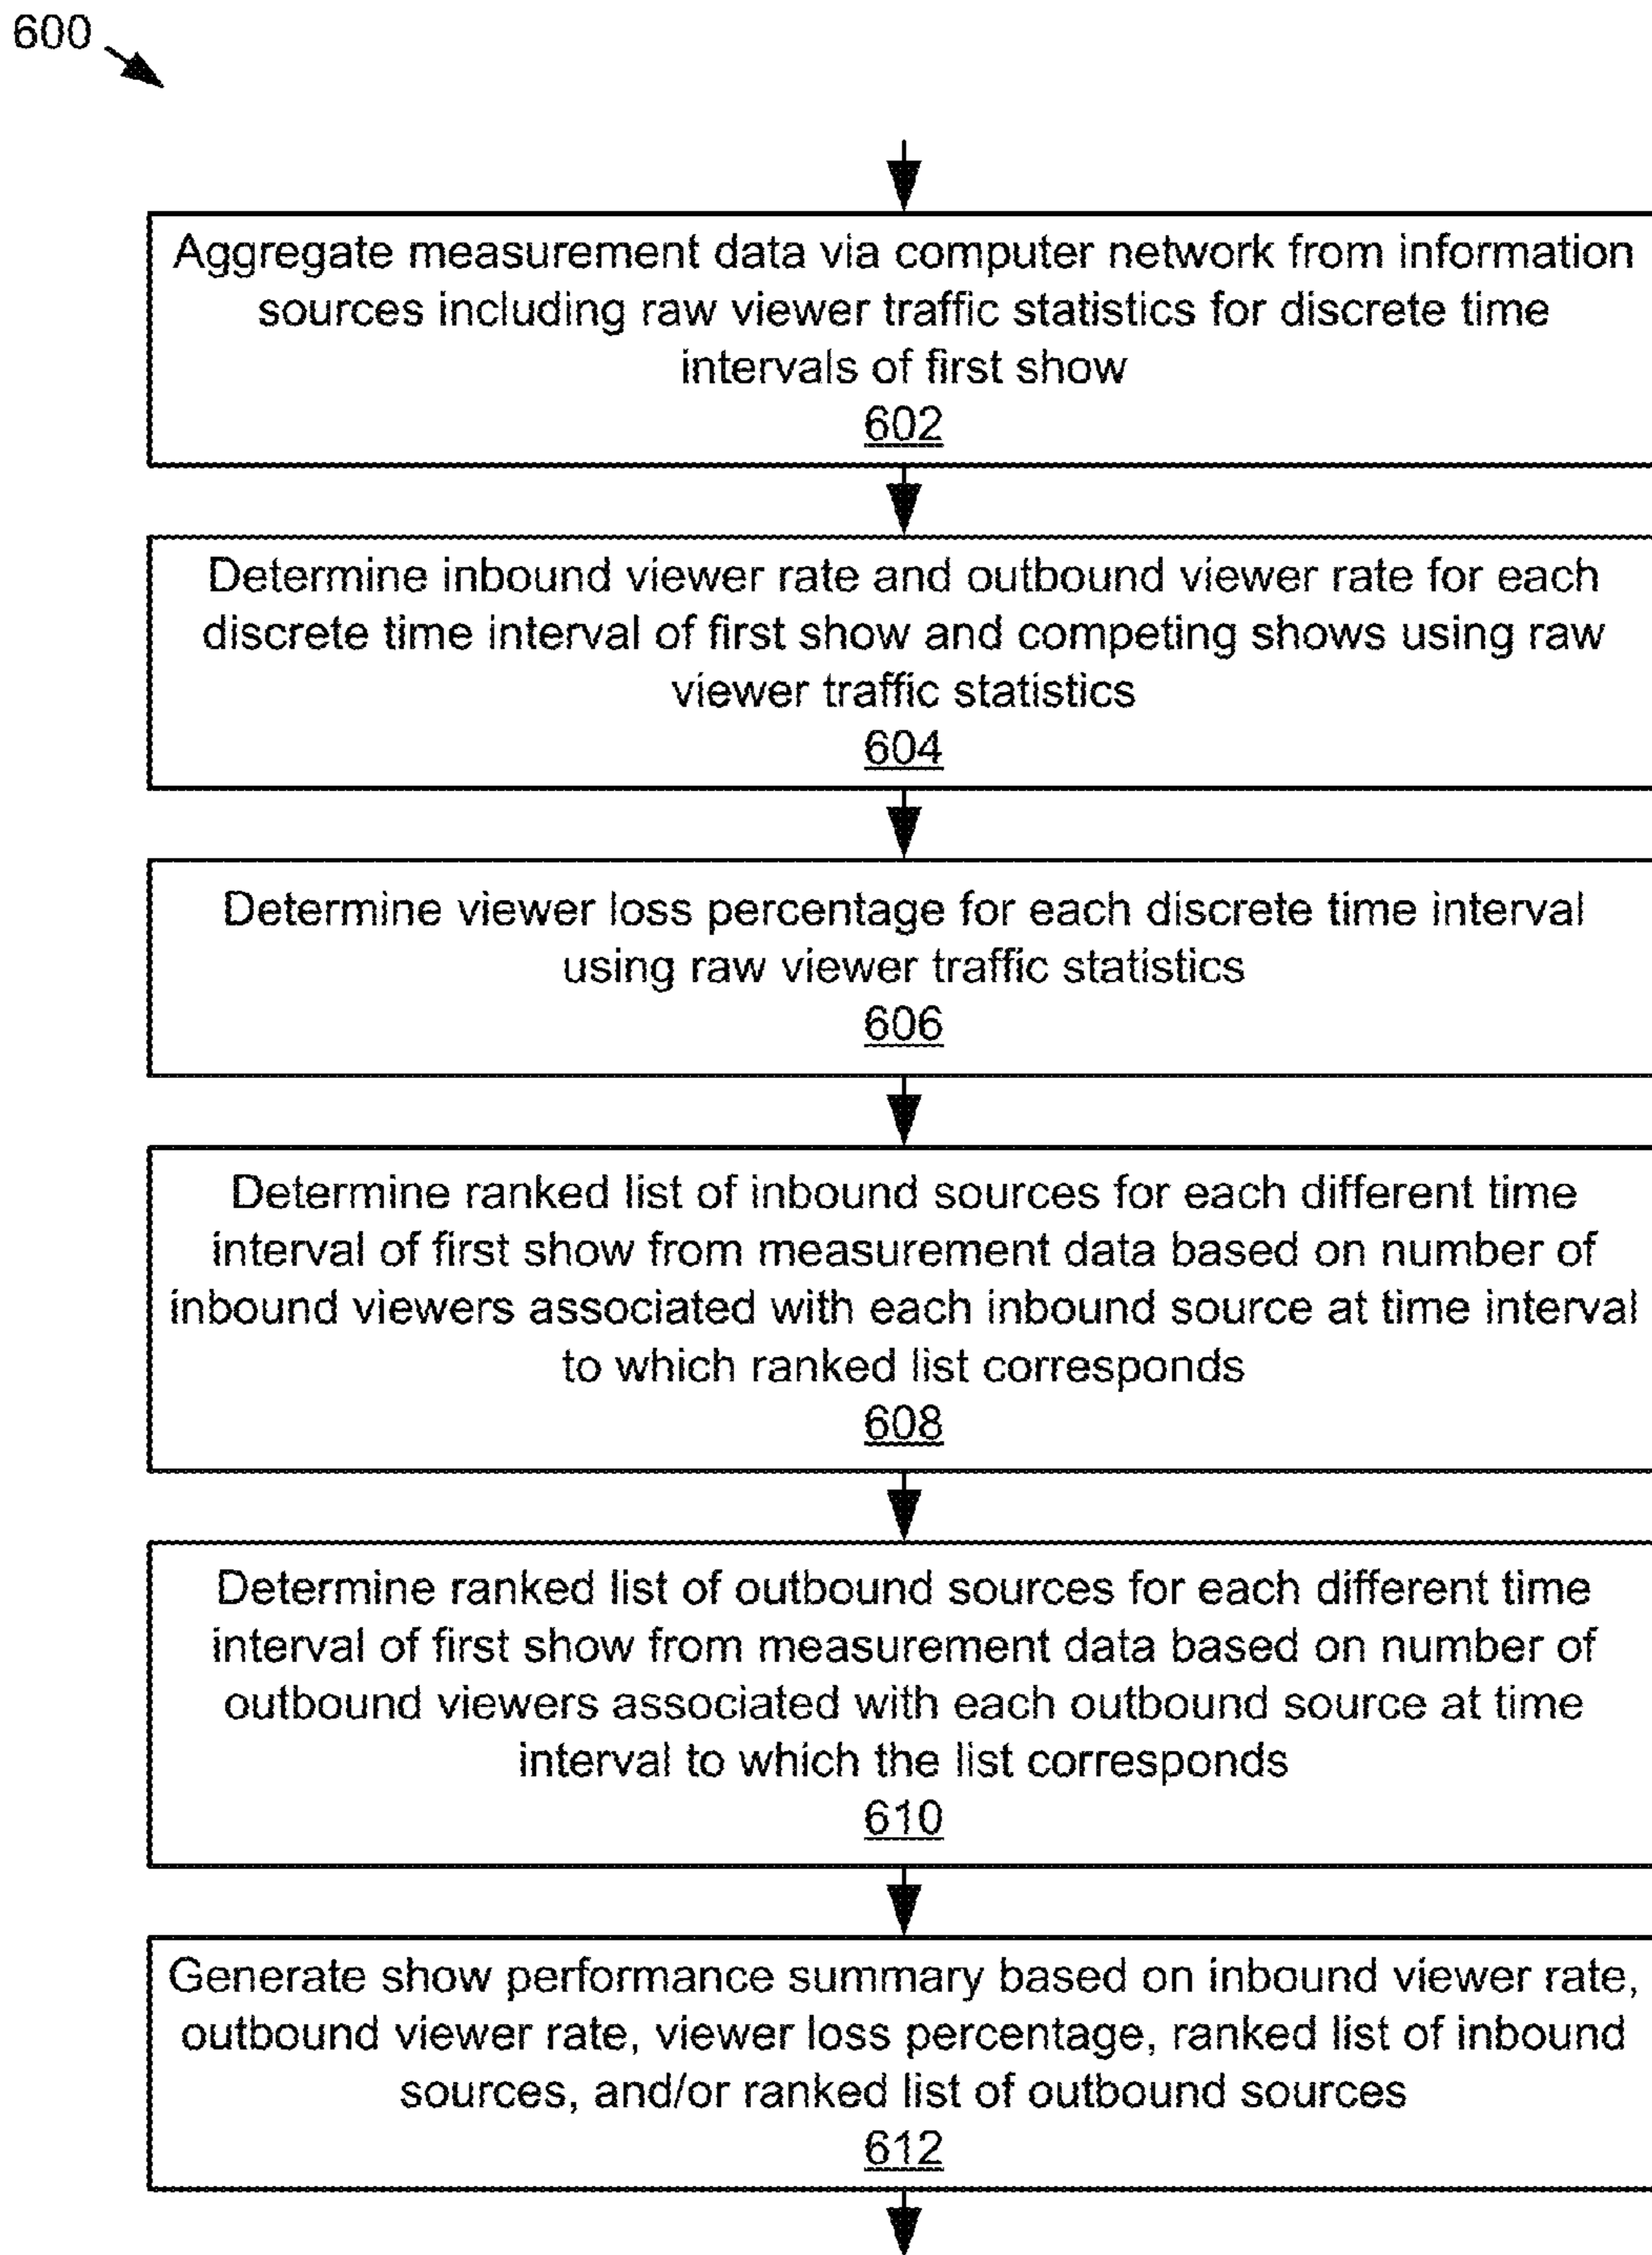 600
Aggregate measurement data via computer network from information
sources including raw viewer traffic statistics for discrete time
intervals of first show
602
Determine inbound viewer rate and outbound viewer rate for each
discrete time interval of first show and competing shows using raw
viewer traffic statistics
604
Determine viewer loss percentage for each discrete time interval
using raw viewer traffic statistics
606
Determine ranked list of inbound sources for each different time
interval of first show from measurement data based on number of
inbound viewers associated with each inbound source at time interval
to which ranked list corresponds
608
Determine ranked list of outbound sources for each different time
interval of first show from measurement data based on number of
outbound viewers associated with each outbound source at time
interval to which the list corresponds
610
Generate show performance summary based on inbound viewer rate,
outbound viewer rate, viewer loss percentage, ranked list of inbound
sources, and/or ranked list of outbound sources
612